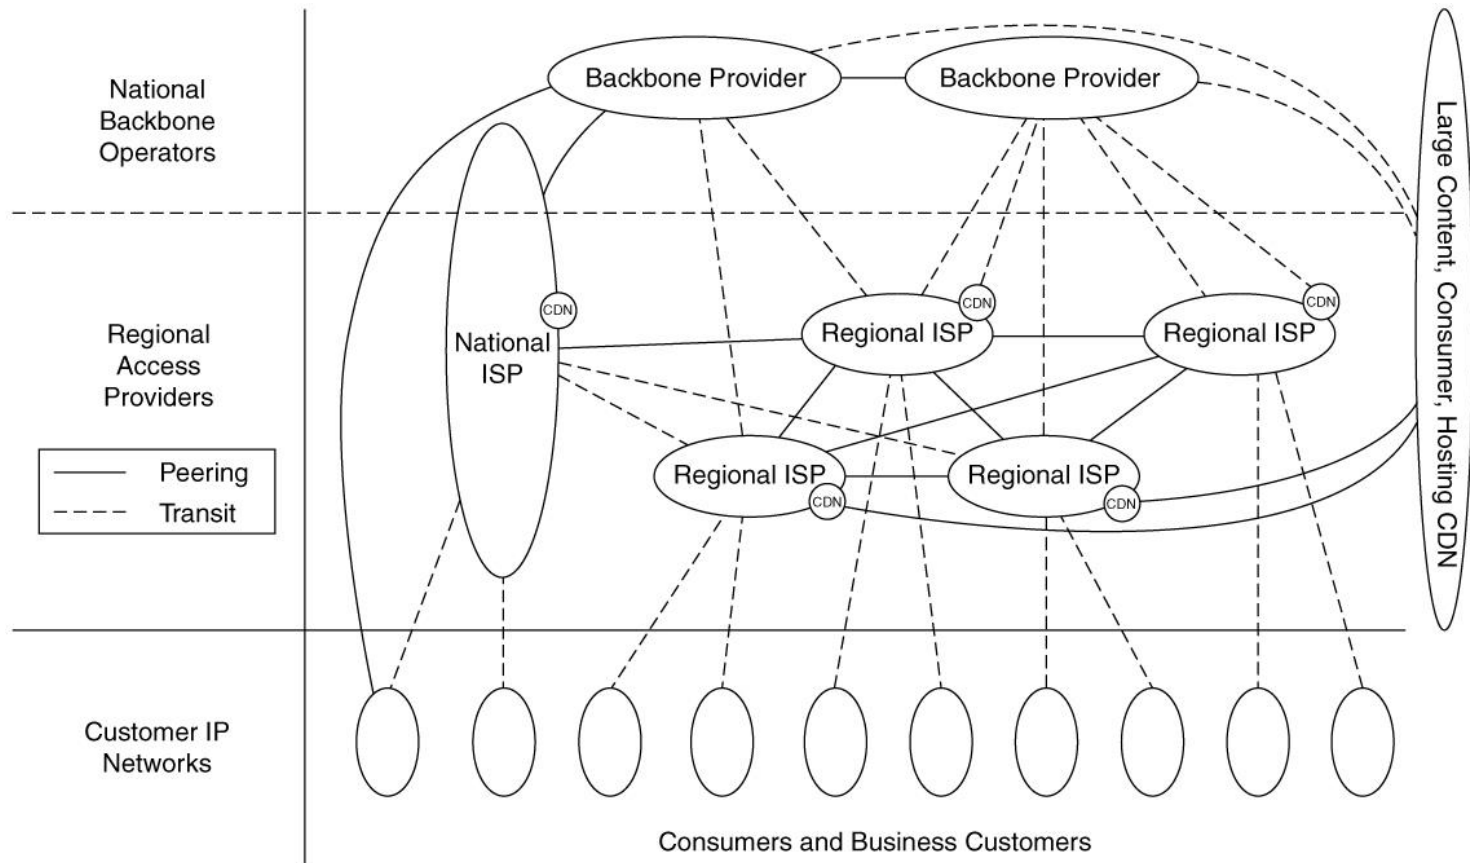 National
Backbone
Operators
Backbone Provider
Backbone Provider
Large Content, Consumer, Hosting CDN
Regional
Access
Providers
CDN
National
ISP
CDN
Regional ISP
CDN
Regional ISP
Peering
Transit
Regional ISP
CDN
Regional ISP
CDN
Customer IP
Networks
Consumers and Business Customers